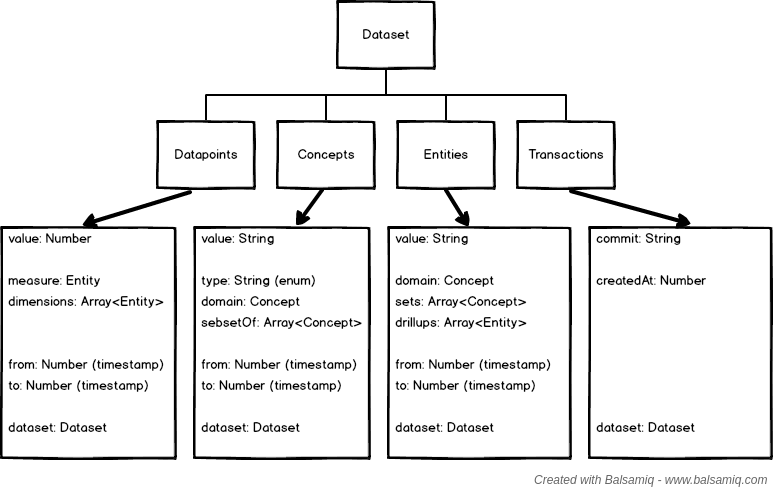 Dataset
Datapoints
Concepts
Entities
Transactions
value: Number
measure: Entity
dimensions: Array<Entity>
from: Number (timestamp)
to: Number (timestamp)
dataset: Dataset
value: String
type: String (enum)
domain: Concept
sebsetOf: Array<Concept>
from: Number (timestamp)
to: Number (timestamp)
dataset: Dataset
value: String
domain: Concept
sets: Array<Concept>
drillups: Array<Entity>
from: Number (timestamp)
to: Number (timestamp)
dataset: Dataset
commit: String
createdAt: Number
dataset: Dataset
Created with Balsamiq - www.balsamiq.com